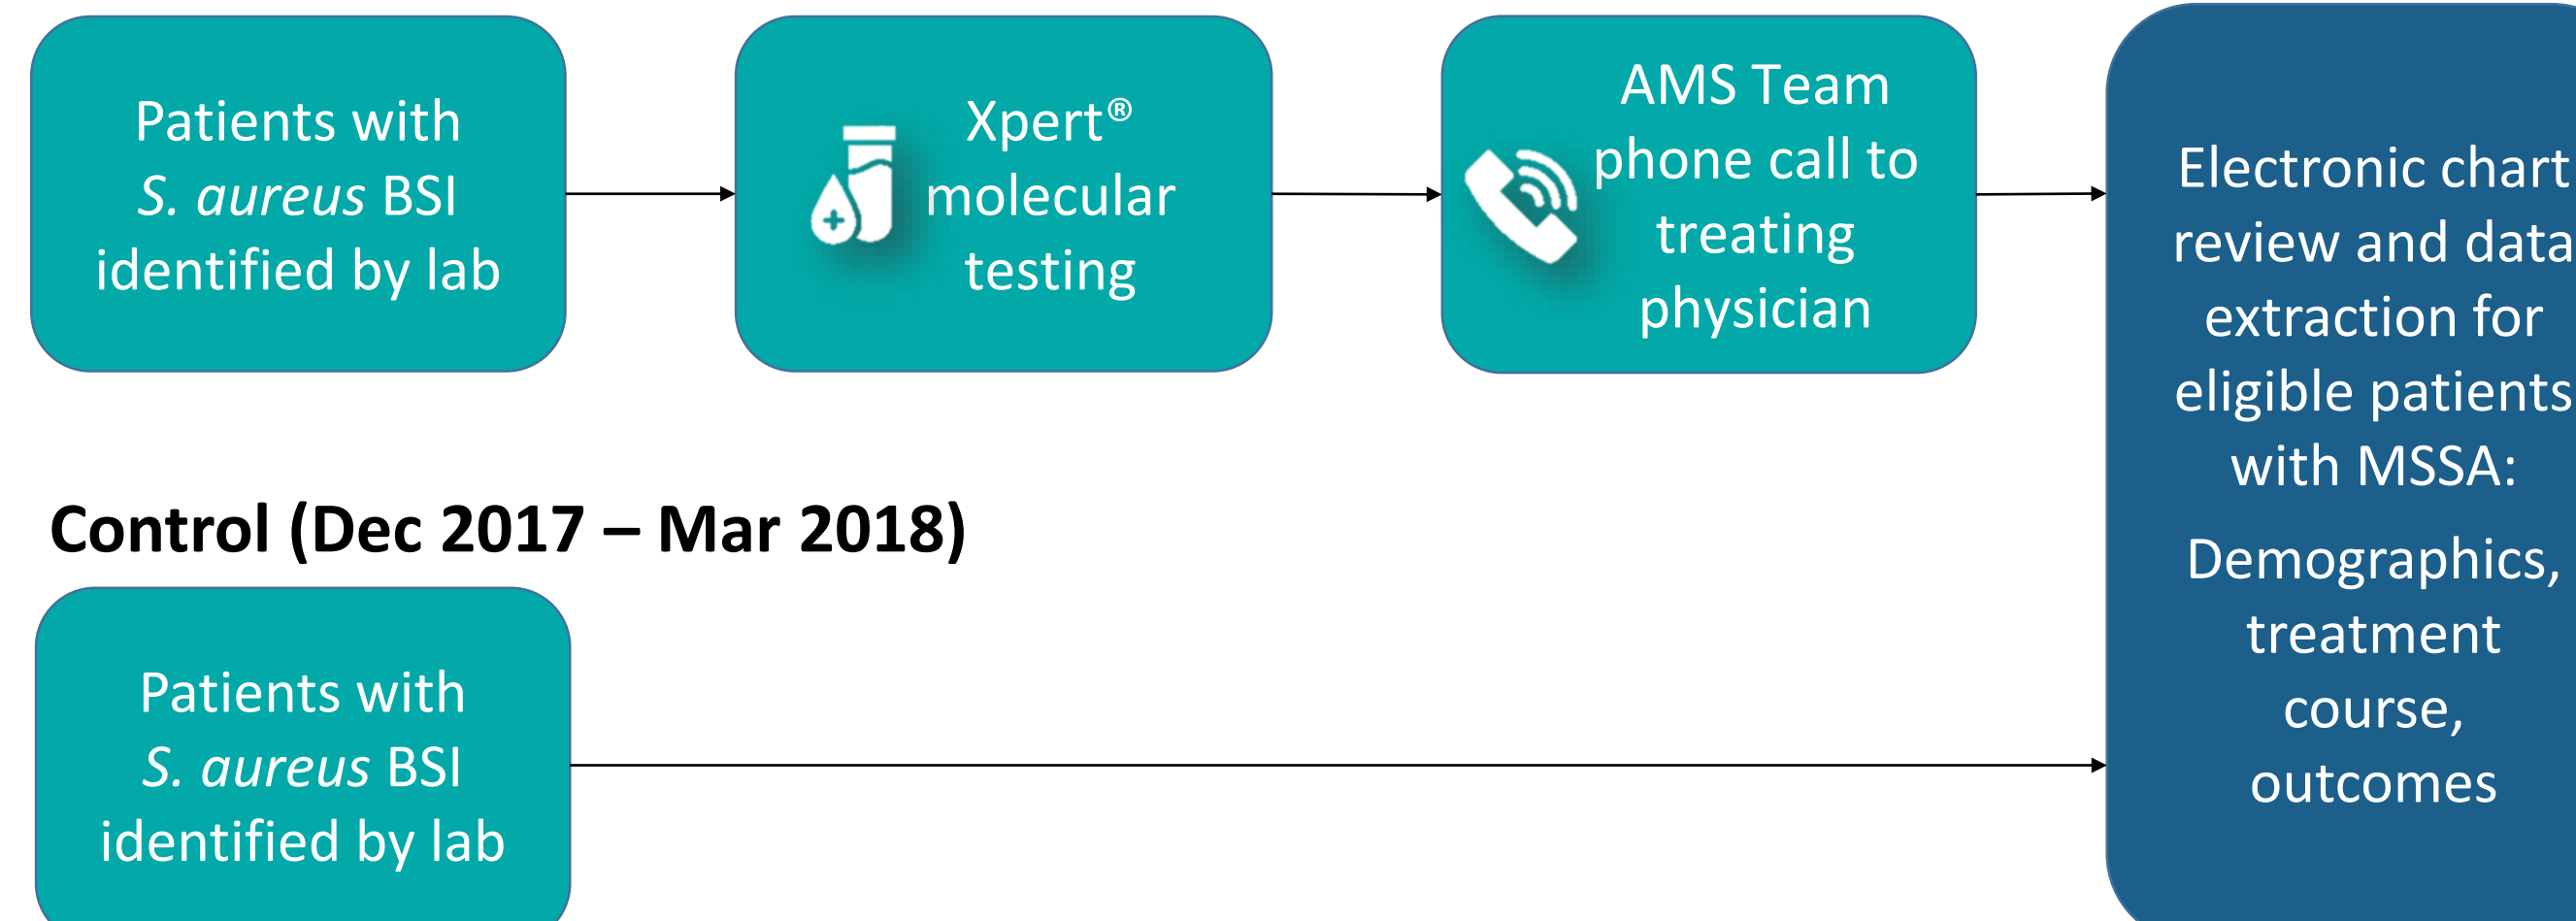 Patients with
S. aureus BSI
identified by lab
Xpert®
molecular
testing
AMS Team
phone call to
treating
physician
Electronic chart
review and data
extraction for
eligible patients
with MSSA:
Demographics,
treatment
course,
outcomes
Control (Dec 2017 – Mar 2018)
Patients with
S. aureus BSI
identified by lab